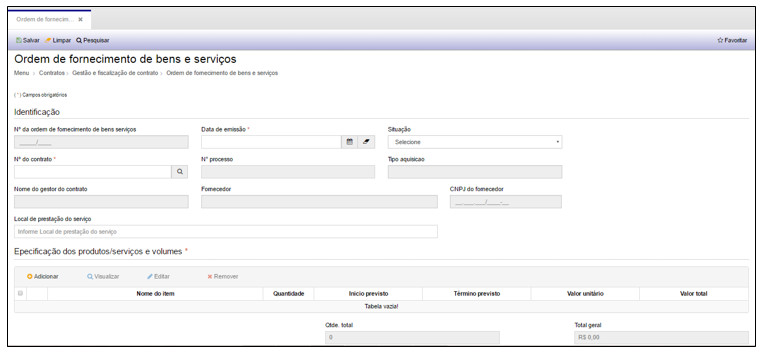 Ordem de fornecim... ×
Salvar Limpar Pesquisar Favoritar
Ordem de fornecimento de bens e serviços
Menu › Contratos › Gestão e fiscalização de contrato › Ordem de fornecimento de bens e serviços
( * ) Campos obrigatórios
Identificação
Nº da ordem de fornecimento de bens serviços Data de emissão * Situação
_____/____ Selecione
Nº do contrato * N° processo Tipo aquisicao
Nome do gestor do contrato Fornecedor CNPJ do fornecedor
__.___.___/____-__
Local de prestação do serviço
Informe Local de prestação do serviço
Epecificação dos produtos/serviços e volumes *
Adicionar Visualizar Editar Remover
Nome do item Quantidade Início previsto Término previsto Valor unitário Valor total
Tabela vazia!
Qtde. total Total geral
0 R$ 0,00